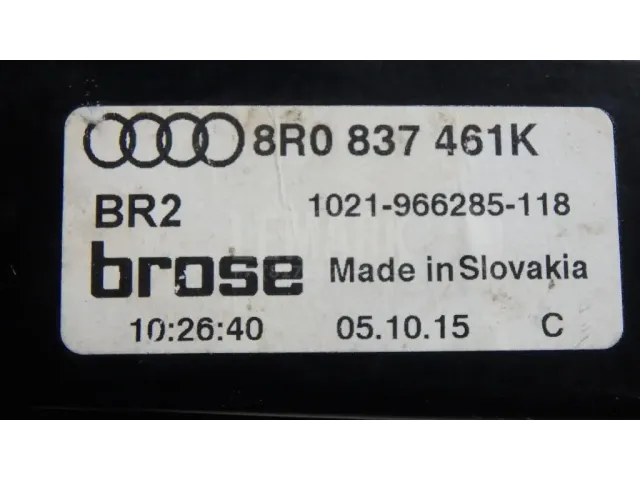 8R0 837 461K
BR2 1021-966285-118
brose Made in Slovakia
10:26:40 05.10.15 C